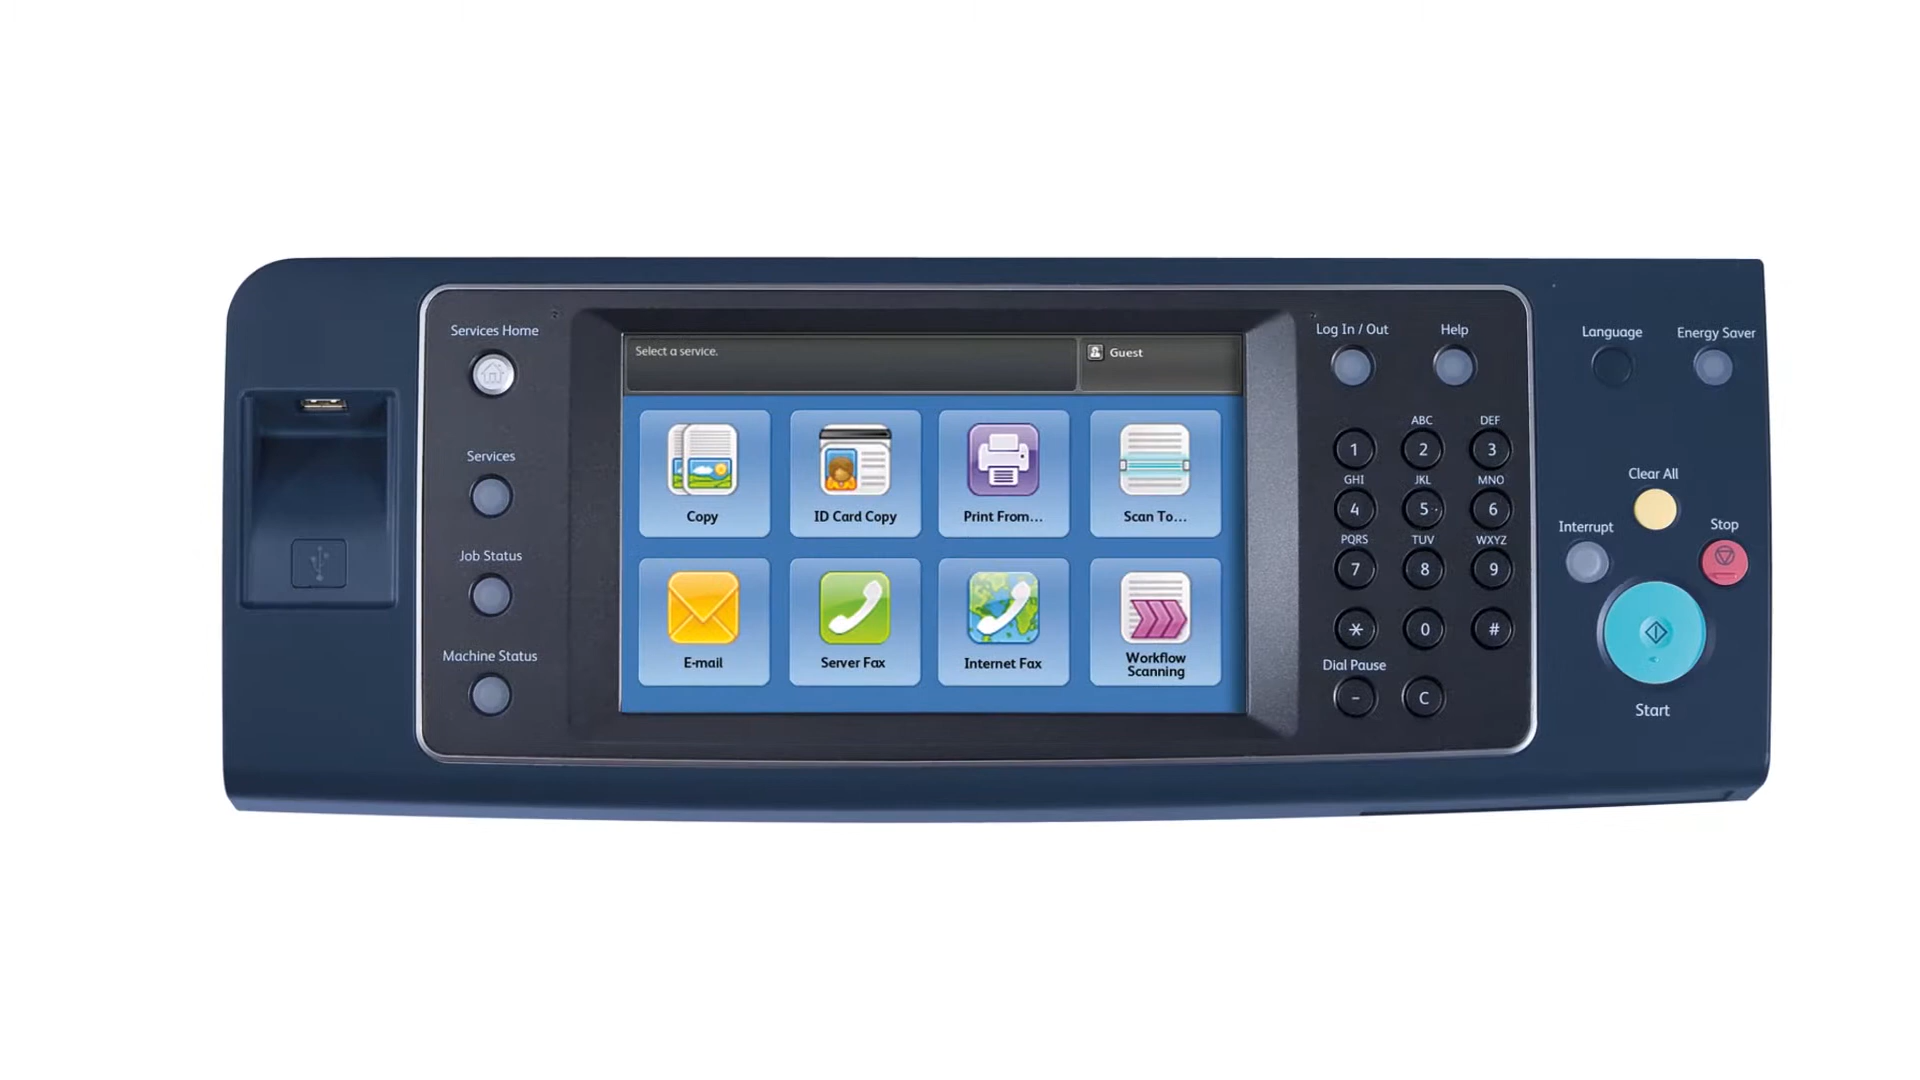 Services Home
Services
Job Status
Machine Status
Select a service.
Guest
Copy
ID Card Copy
Print From...
Scan To...
E-mail
Server Fax
Internet Fax
Workflow
Scanning
Log In / Out
Help
ABC
DEF
1
2
3
GHI
JKL
MNO
4
5
6
PQRS
TUV
WXYZ
7
8
9
*
0
#
Dial Pause
-
C
Language
Energy Saver
Clear All
Interrupt
Stop
Start